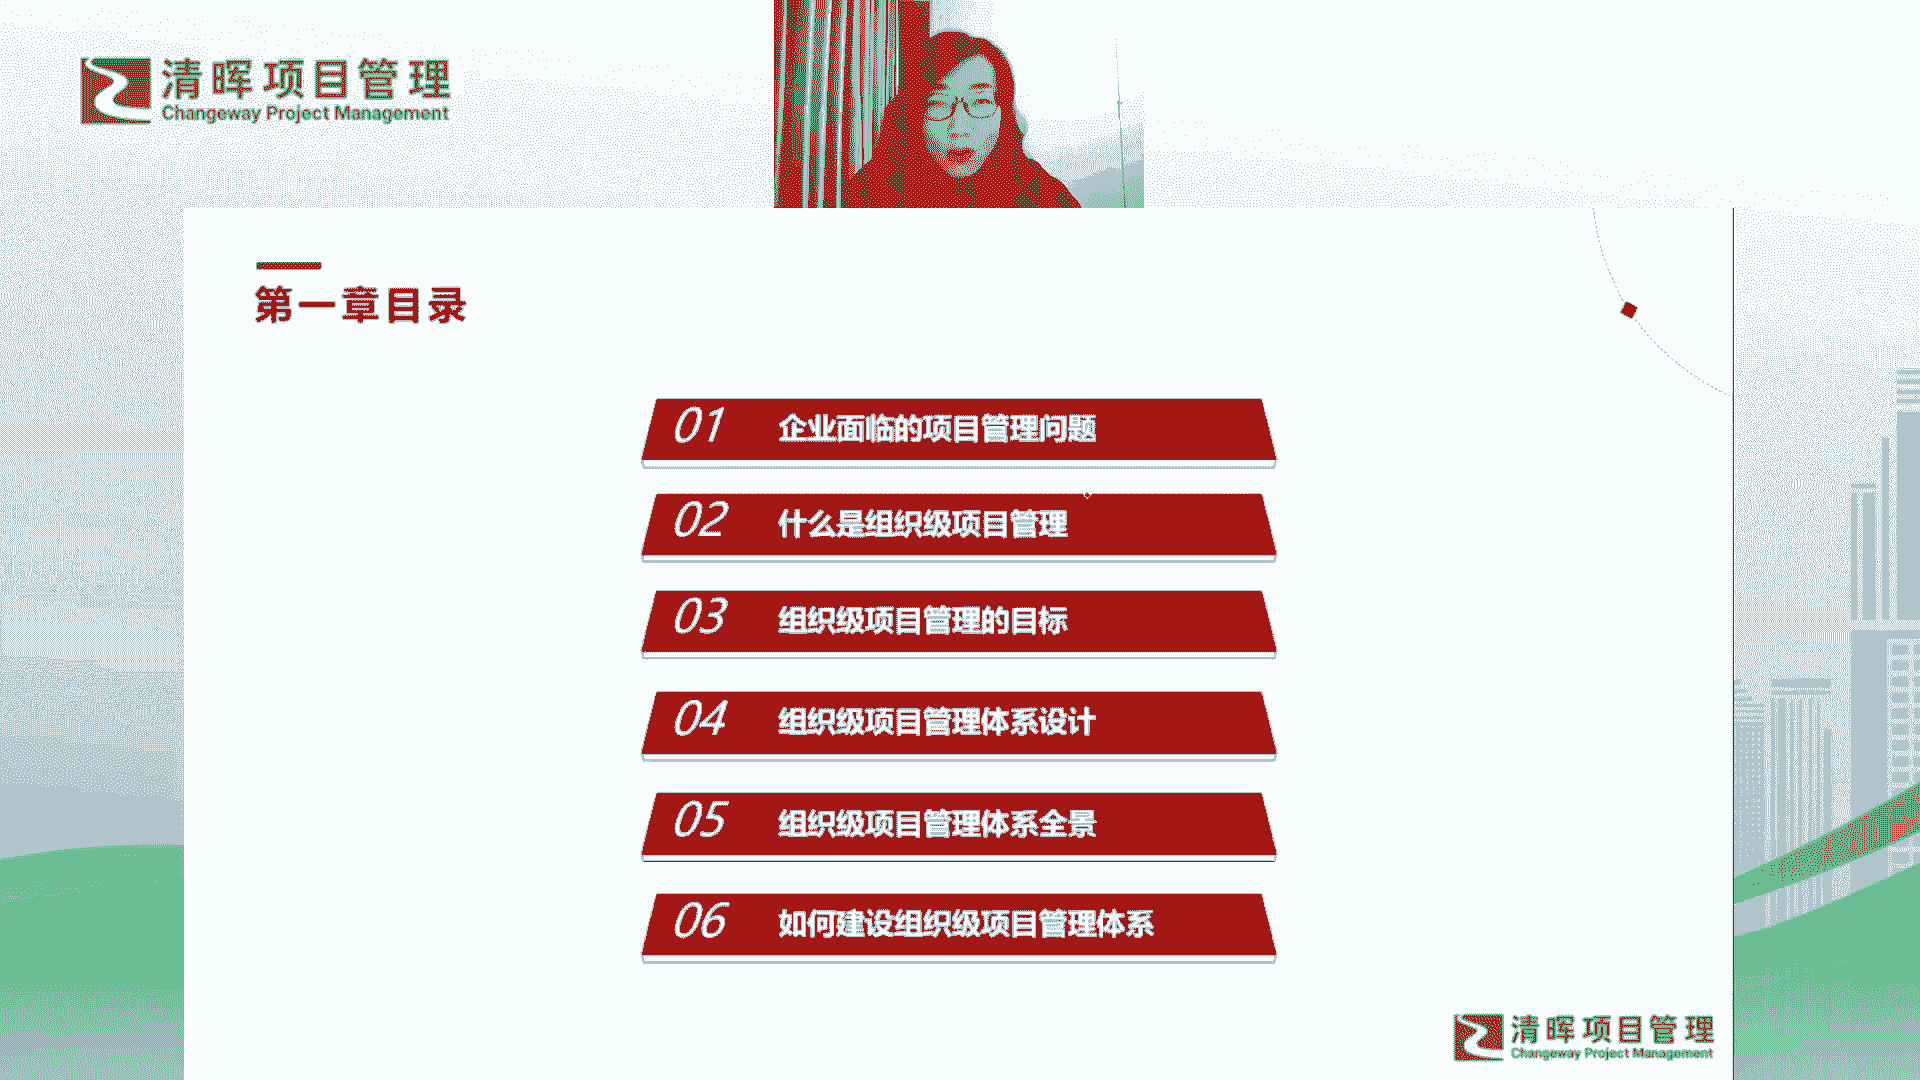 清晖项目管理
Changeway Project Management
第一章目录
01 企业面临的项目管理问题
02 什么是组织级项目管理
03 组织级项目管理的目标
04 组织级项目管理体系设计
05 组织级项目管理体系全景
06 如何建设组织级项目管理体系
清晖项目管理
Changeway Project Management